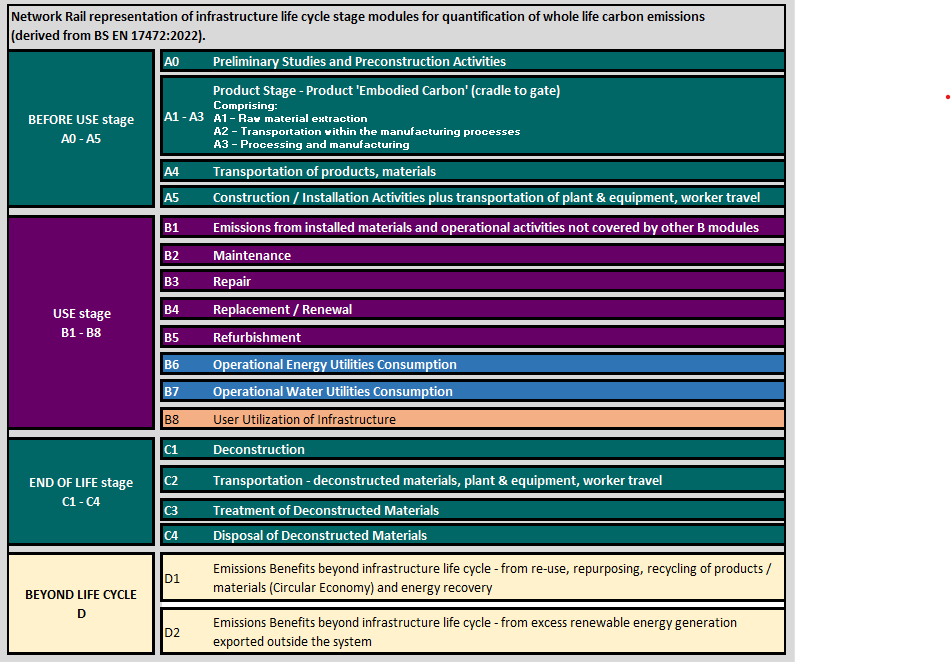 Network Rail representation of infrastructure life cycle stage modules for quantification of whole life carbon emissions
(derived from BS EN 17472:2022).
BEFORE USE stage
A0 - A5
A0 Preliminary Studies and Preconstruction Activities
A1 - A3 Product Stage - Product 'Embodied Carbon' (cradle to gate)
Comprising:
A1 - Raw material extraction
A2 - Transportation within the manufacturing processes
A3 - Processing and manufacturing
A4 Transportation of products, materials
A5 Construction / Installation Activities plus transportation of plant & equipment, worker travel
USE stage
B1 - B8
B1 Emissions from installed materials and operational activities not covered by other B modules
B2 Maintenance
B3 Repair
B4 Replacement / Renewal
B5 Refurbishment
B6 Operational Energy Utilities Consumption
B7 Operational Water Utilities Consumption
B8 User Utilization of Infrastructure
END OF LIFE stage
C1 - C4
C1 Deconstruction
C2 Transportation - deconstructed materials, plant & equipment, worker travel
C3 Treatment of Deconstructed Materials
C4 Disposal of Deconstructed Materials
BEYOND LIFE CYCLE
D
D1 Emissions Benefits beyond infrastructure life cycle - from re-use, repurposing, recycling of products /
materials (Circular Economy) and energy recovery
D2 Emissions Benefits beyond infrastructure life cycle - from excess renewable energy generation
exported outside the system